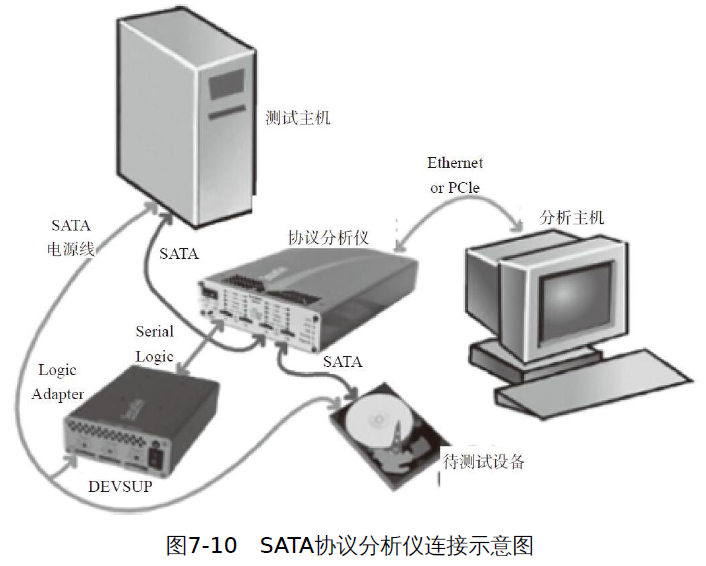 测试主机
Ethernet
or PCIe
分析主机
SATA
电源线
SATA
协议分析仪
Serial
Logic
SATA
Logic
Adapter
DEVSUP
待测试设备
图7-10 SATA协议分析仪连接示意图